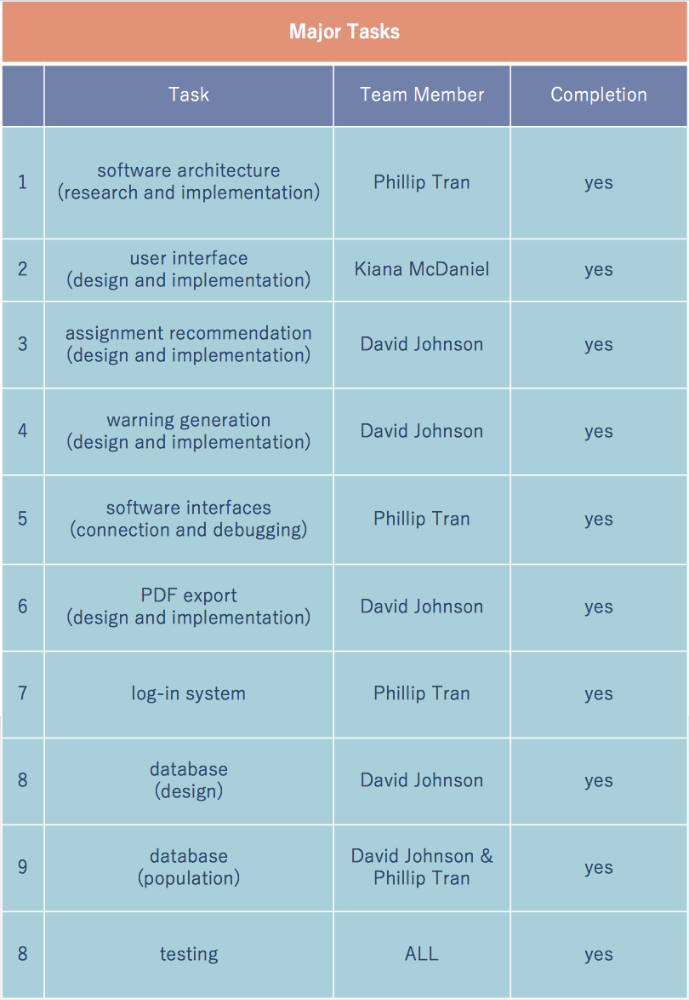 Major Tasks
Task Team Member Completion
1 software architecture (research and implementation) Phillip Tran yes
2 user interface (design and implementation) Kiana McDaniel yes
3 assignment recommendation (design and implementation) David Johnson yes
4 warning generation (design and implementation) David Johnson yes
5 software interfaces (connection and debugging) Phillip Tran yes
6 PDF export (design and implementation) David Johnson yes
7 log-in system Phillip Tran yes
8 database (design) David Johnson yes
9 database (population) David Johnson & Phillip Tran yes
8 testing ALL yes